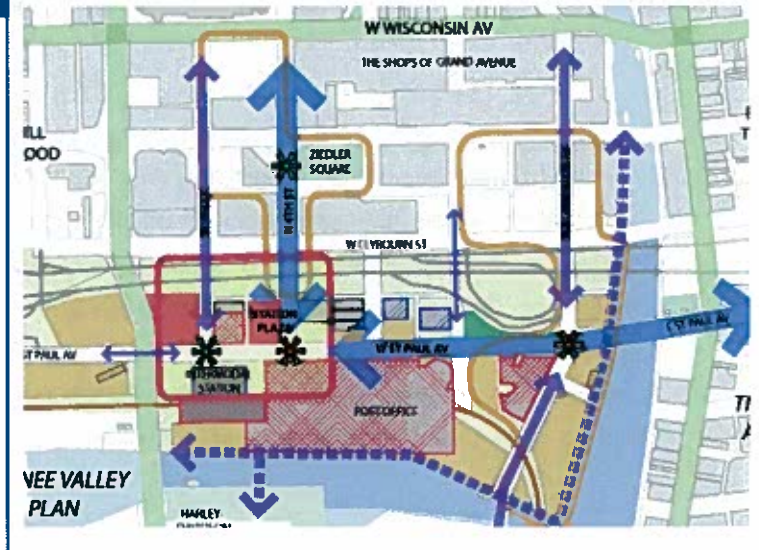 W WISCONSIN AV
THE SHOPS OF GRAND AVENUE
ILL
OOD
T
ZIEDLER
SQUARE
N 4TH ST
W CLYBOURN ST
STATION
PLAZA
ST PAUL AV
W ST PAUL AV
E ST PAUL AV
INTERMODAL
STATION
POST OFFICE
NEE VALLEY
PLAN
HARLEY